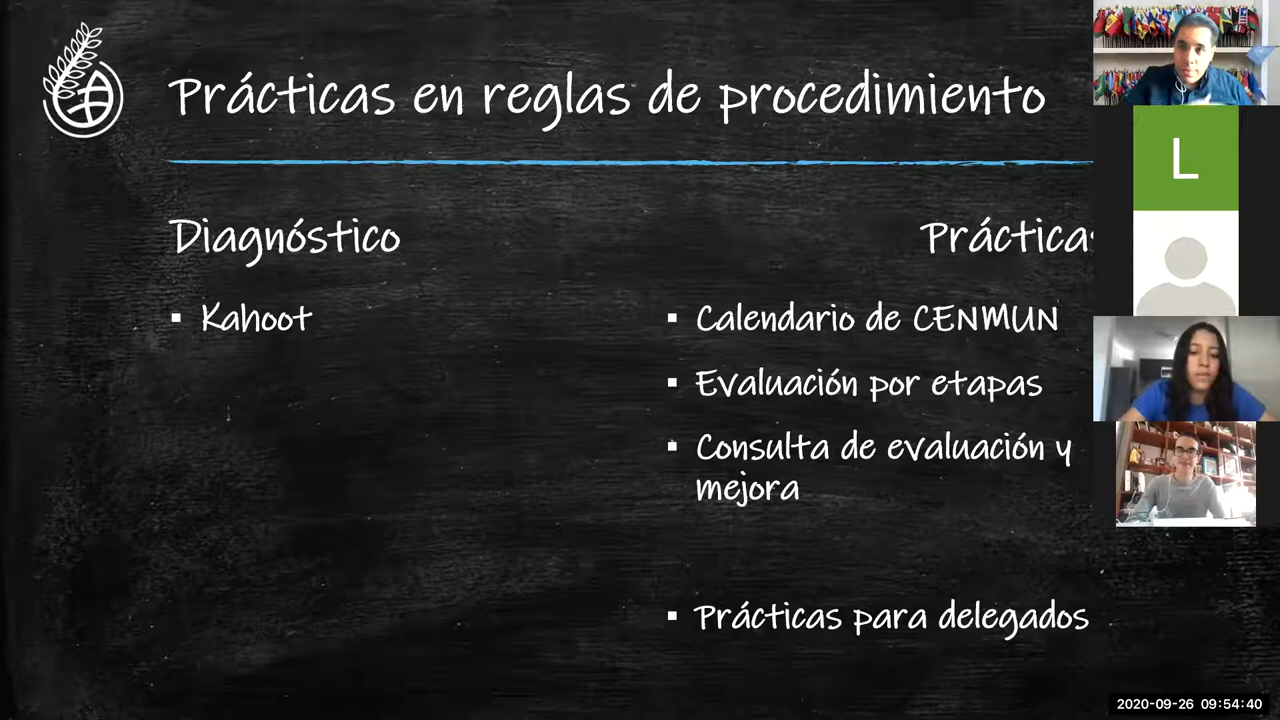 Prácticas en reglas de procedimiento
Diagnóstico
▪ Kahoot
Prácticas
▪ Calendario de CENMUN
▪ Evaluación por etapas
▪ Consulta de evaluación y
mejora
▪ Prácticas para delegados
L
2020-09-26 09:54:40